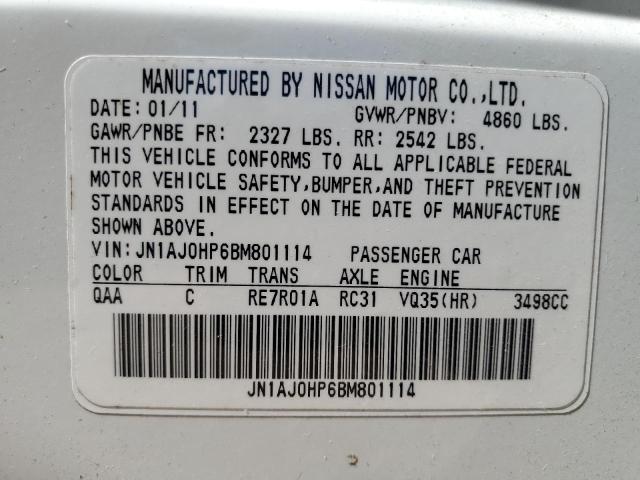 MANUFACTURED BY NISSAN MOTOR CO.,LTD.
DATE: 01/11 GVWR/PNBV: 4860 LBS.
GAWR/PNBE FR: 2327 LBS. RR: 2542 LBS.
THIS VEHICLE CONFORMS TO ALL APPLICABLE FEDERAL
MOTOR VEHICLE SAFETY,BUMPER,AND THEFT PREVENTION
STANDARDS IN EFFECT ON THE DATE OF MANUFACTURE
SHOWN ABOVE.
VIN:JN1AJ0HP6BM801114 PASSENGER CAR
COLOR TRIM TRANS AXLE ENGINE
QAA C RE7R01A RC31 VQ35(HR) 3498CC
JN1AJ0HP6BM801114